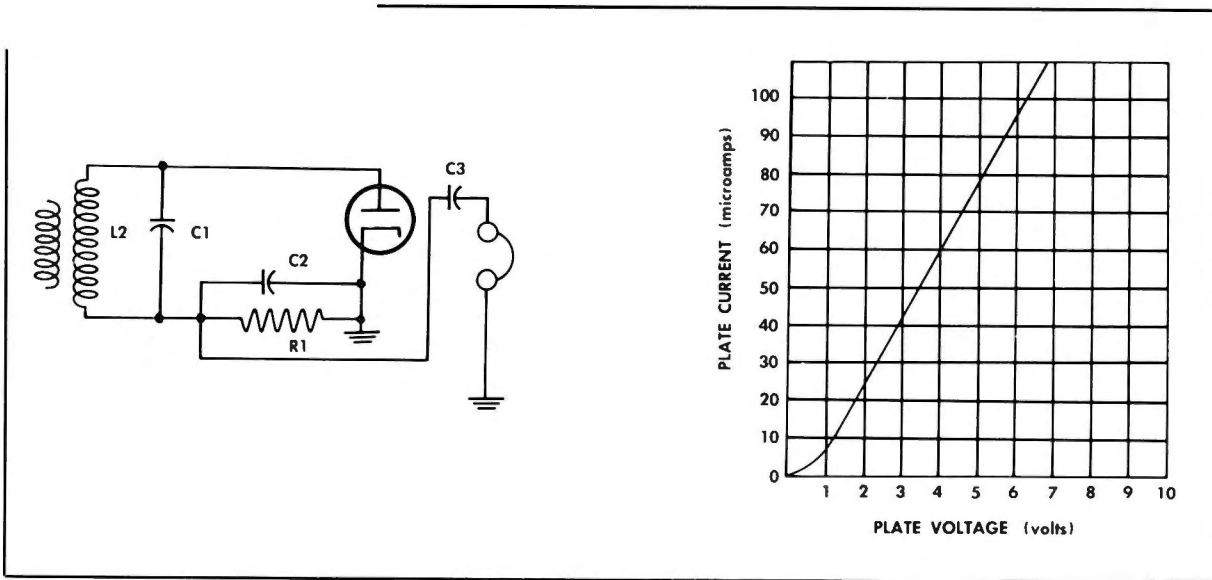 L2
C1
C2
R1
C3
PLATE CURRENT (microamps)
100
90
80
70
60
50
40
30
20
10
0
1 2 3 4 5 6 7 8 9 10
PLATE VOLTAGE (volts)